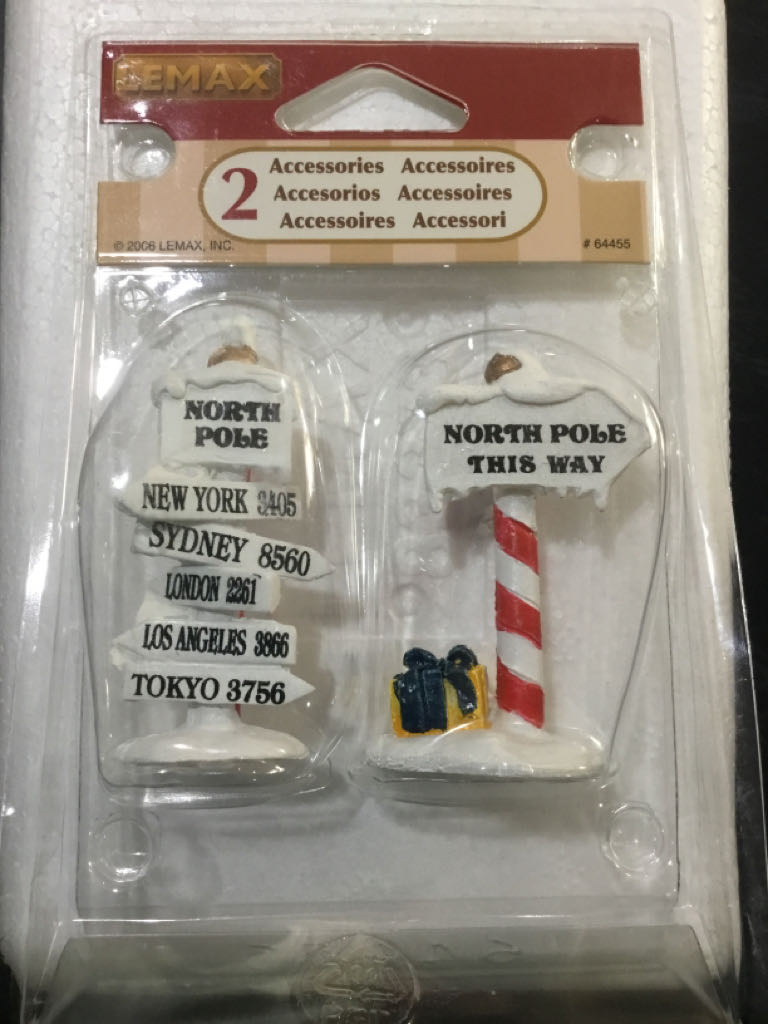 LEMAX
2
Accessories Accessoires
Accesorios Accessoires
Accessoires Accessori
© 2006 LEMAX, INC.
# 64455
NORTH
POLE
NEW YORK 3405
SYDNEY 8560
LONDON 2261
LOS ANGELES 3866
TOKYO 3756
NORTH POLE
THIS WAY